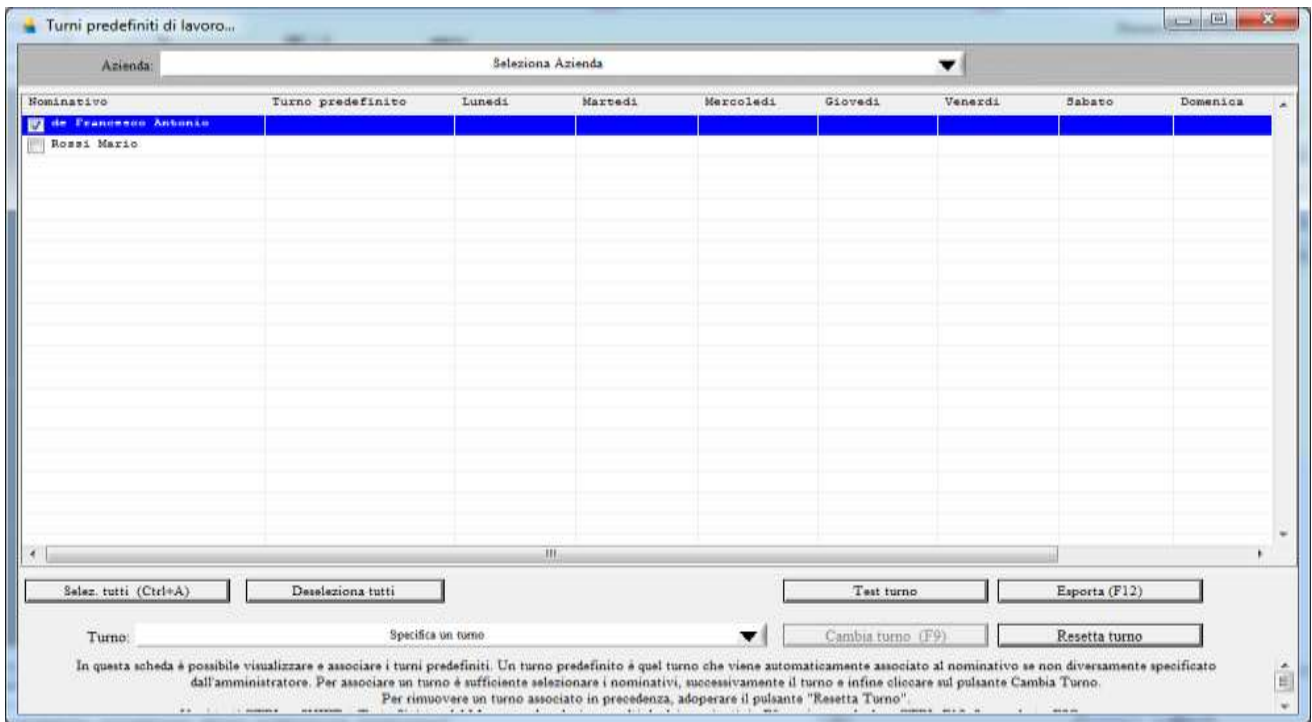 Turni predefiniti di lavoro...
Azienda: Seleziona Azienda
Nominativo Turno predefinito Lunedì Martedì Mercoledì Giovedì Venerdì Sabato Domenica
de Francesco Antonio
Rossi Mario
Selez. tutti (Ctrl+A) Deseleziona tutti Test turno Esporta (F12)
Turno: Specifica un turno Cambia turno (F9) Resetta turno
In questa scheda è possibile visualizzare e associare i turni predefiniti. Un turno predefinito è quel turno che viene automaticamente associato al nominativo se non diversamente specificato
dall'amministratore. Per associare un turno è sufficiente selezionare i nominativi, successivamente il turno e infine cliccare sul pulsante Cambia Turno.
Per rimuovere un turno associato in precedenza, adoperare il pulsante "Resetta Turno".